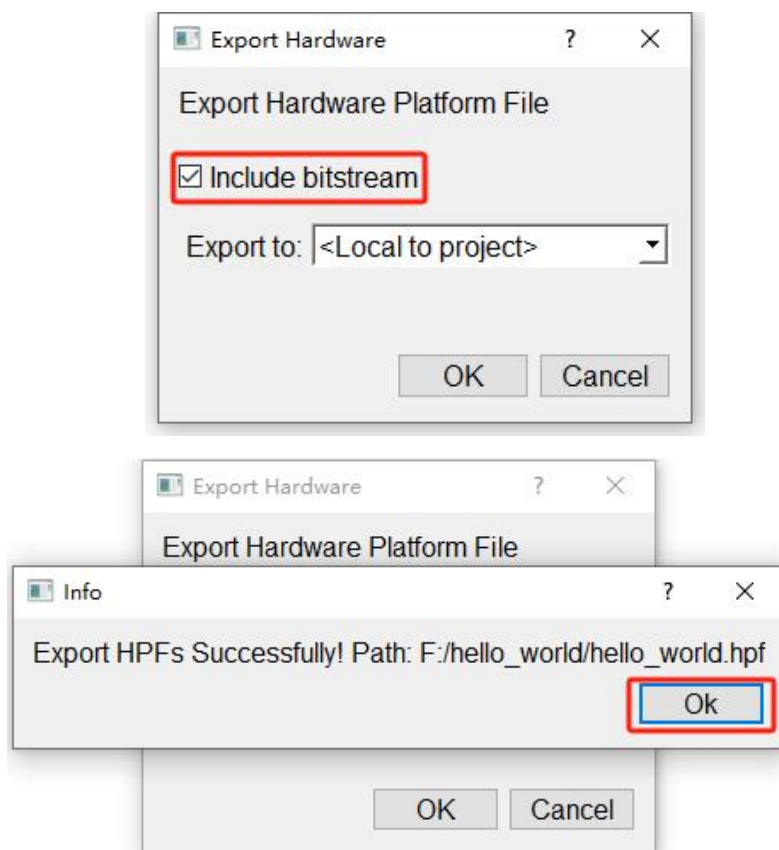 Export Hardware ? ×
Export Hardware Platform File
Include bitstream
Export to: <Local to project>
OK Cancel
Export Hardware ? ×
Export Hardware Platform File
Info ? ×
Export HPFs Successfully! Path: F:/hello_world/hello_world.hpf
Ok
OK Cancel